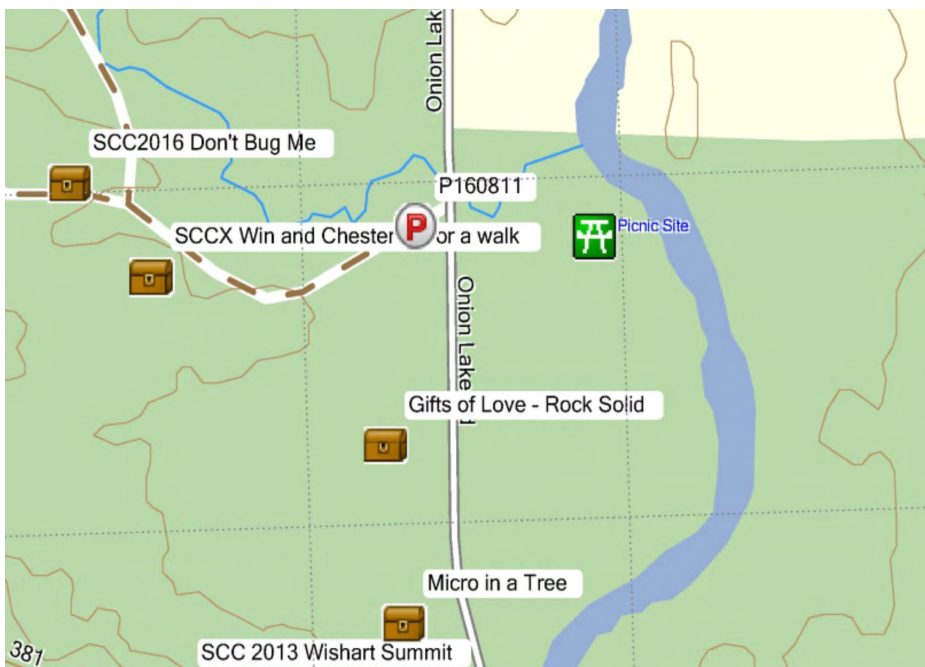 Onion Lak
SCC2016 Don't Bug Me
P160811
P
SCCX Win and Chester or a walk
Picnic Site
Onion Lake
Gifts of Love - Rock Solid
Micro in a Tree
SCC 2013 Wishart Summit
381